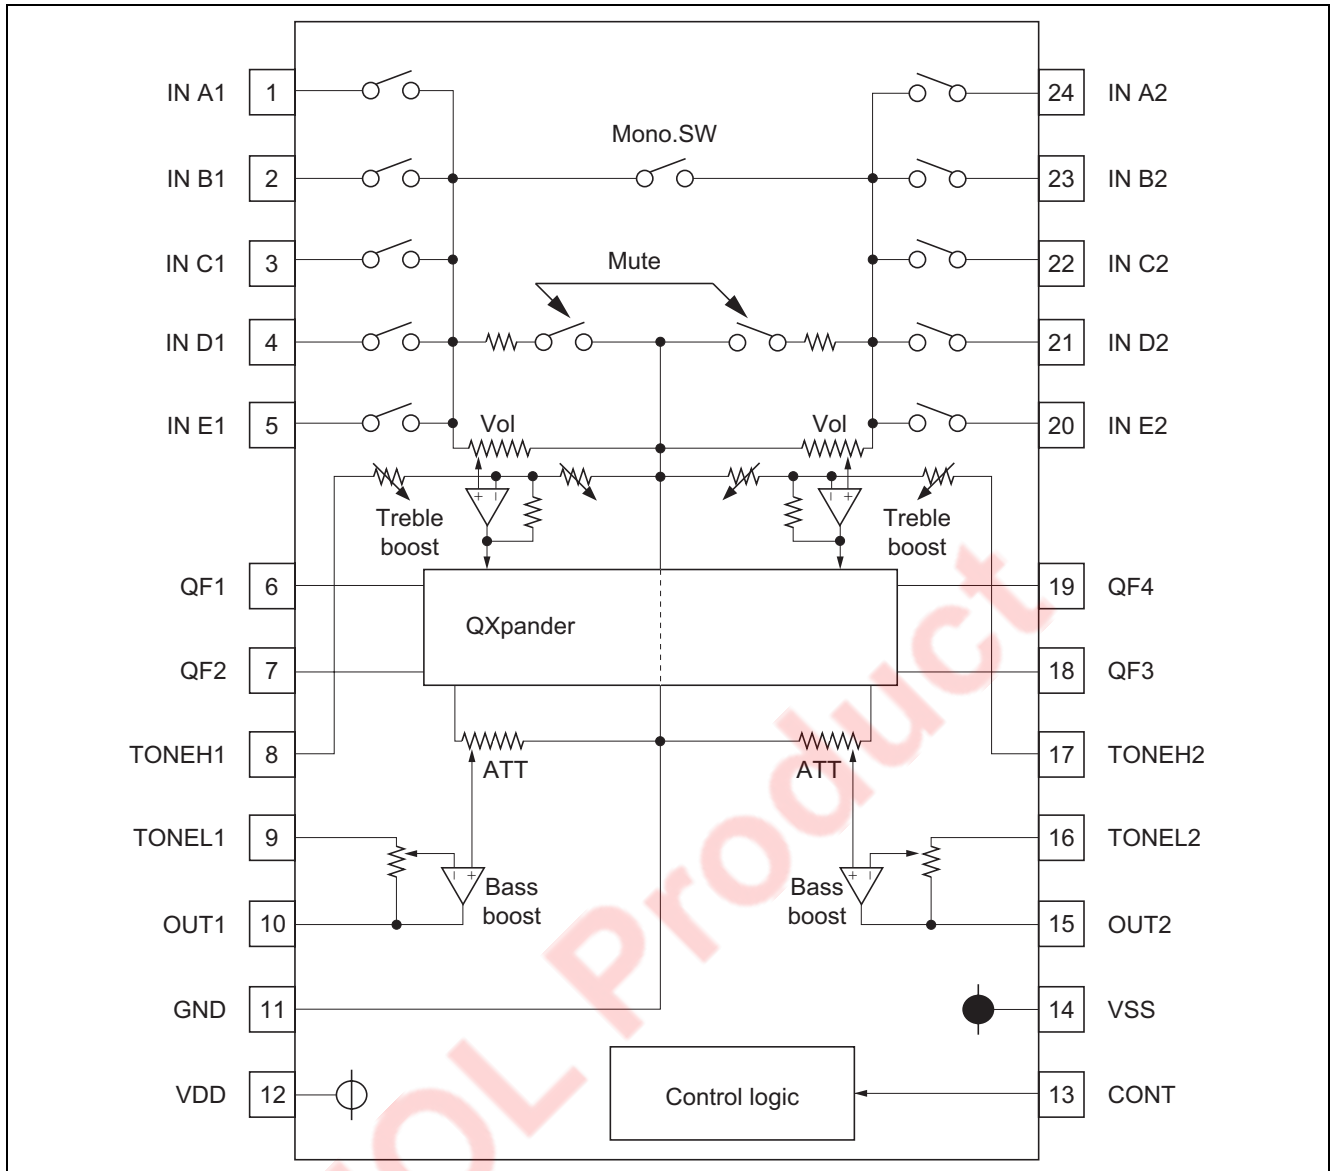 IN A1 1 24 IN A2
Mono.SW
IN B1 2 23 IN B2
IN C1 3 22 IN C2
Mute
IN D1 4 21 IN D2
IN E1 5 20 IN E2
Vol Vol
+ − − +
Treble boost
Treble boost
QF1 6 19 QF4
QXpander
QF2 7 18 QF3
TONEH1 8 17 TONEH2
ATT ATT
TONEL1 9 16 TONEL2
− + + −
Bass boost
Bass boost
OUT1 10 15 OUT2
GND 11 14 VSS
VDD 12 13 CONT
Control logic
OL Product